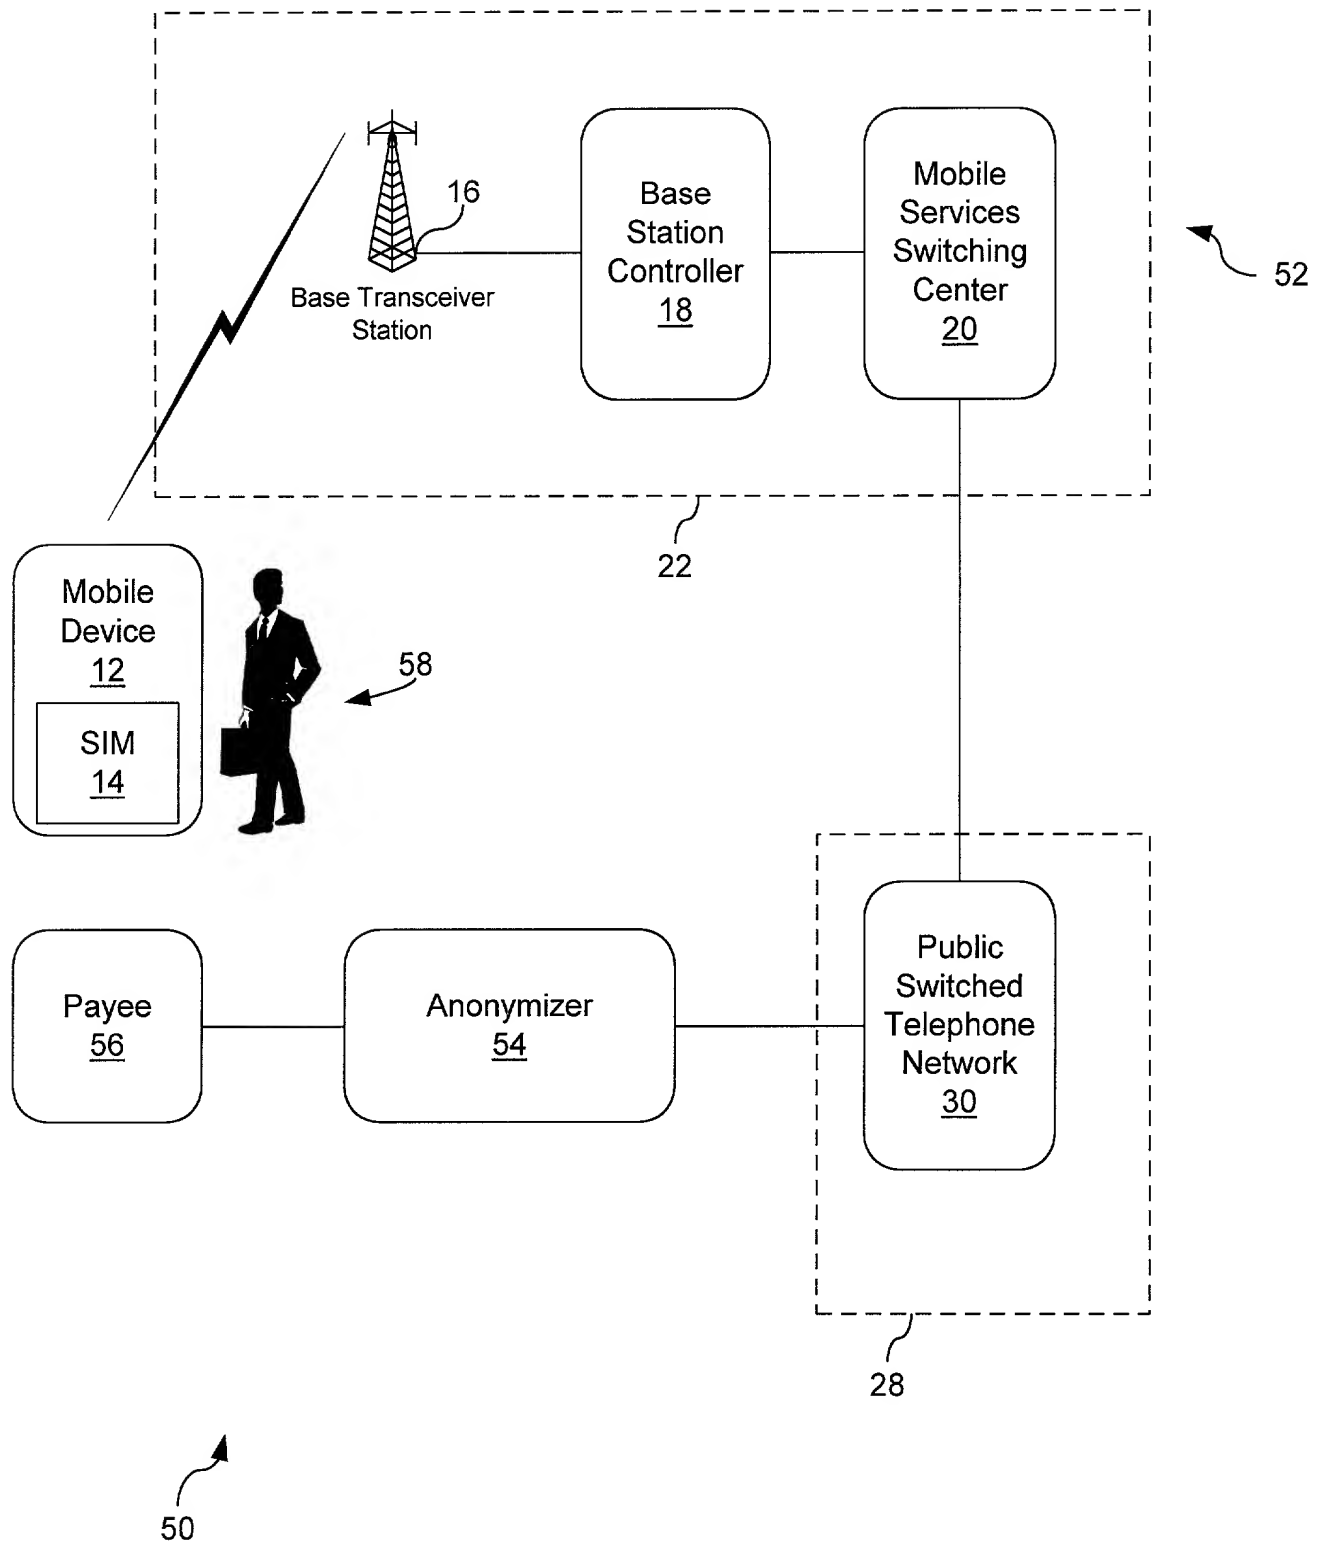 16
Base Transceiver
Station
Base
Station
Controller
18
Mobile
Services
Switching
Center
20
52
22
Mobile
Device
12
SIM
14
58
Payee
56
Anonymizer
54
Public
Switched
Telephone
Network
30
28
50